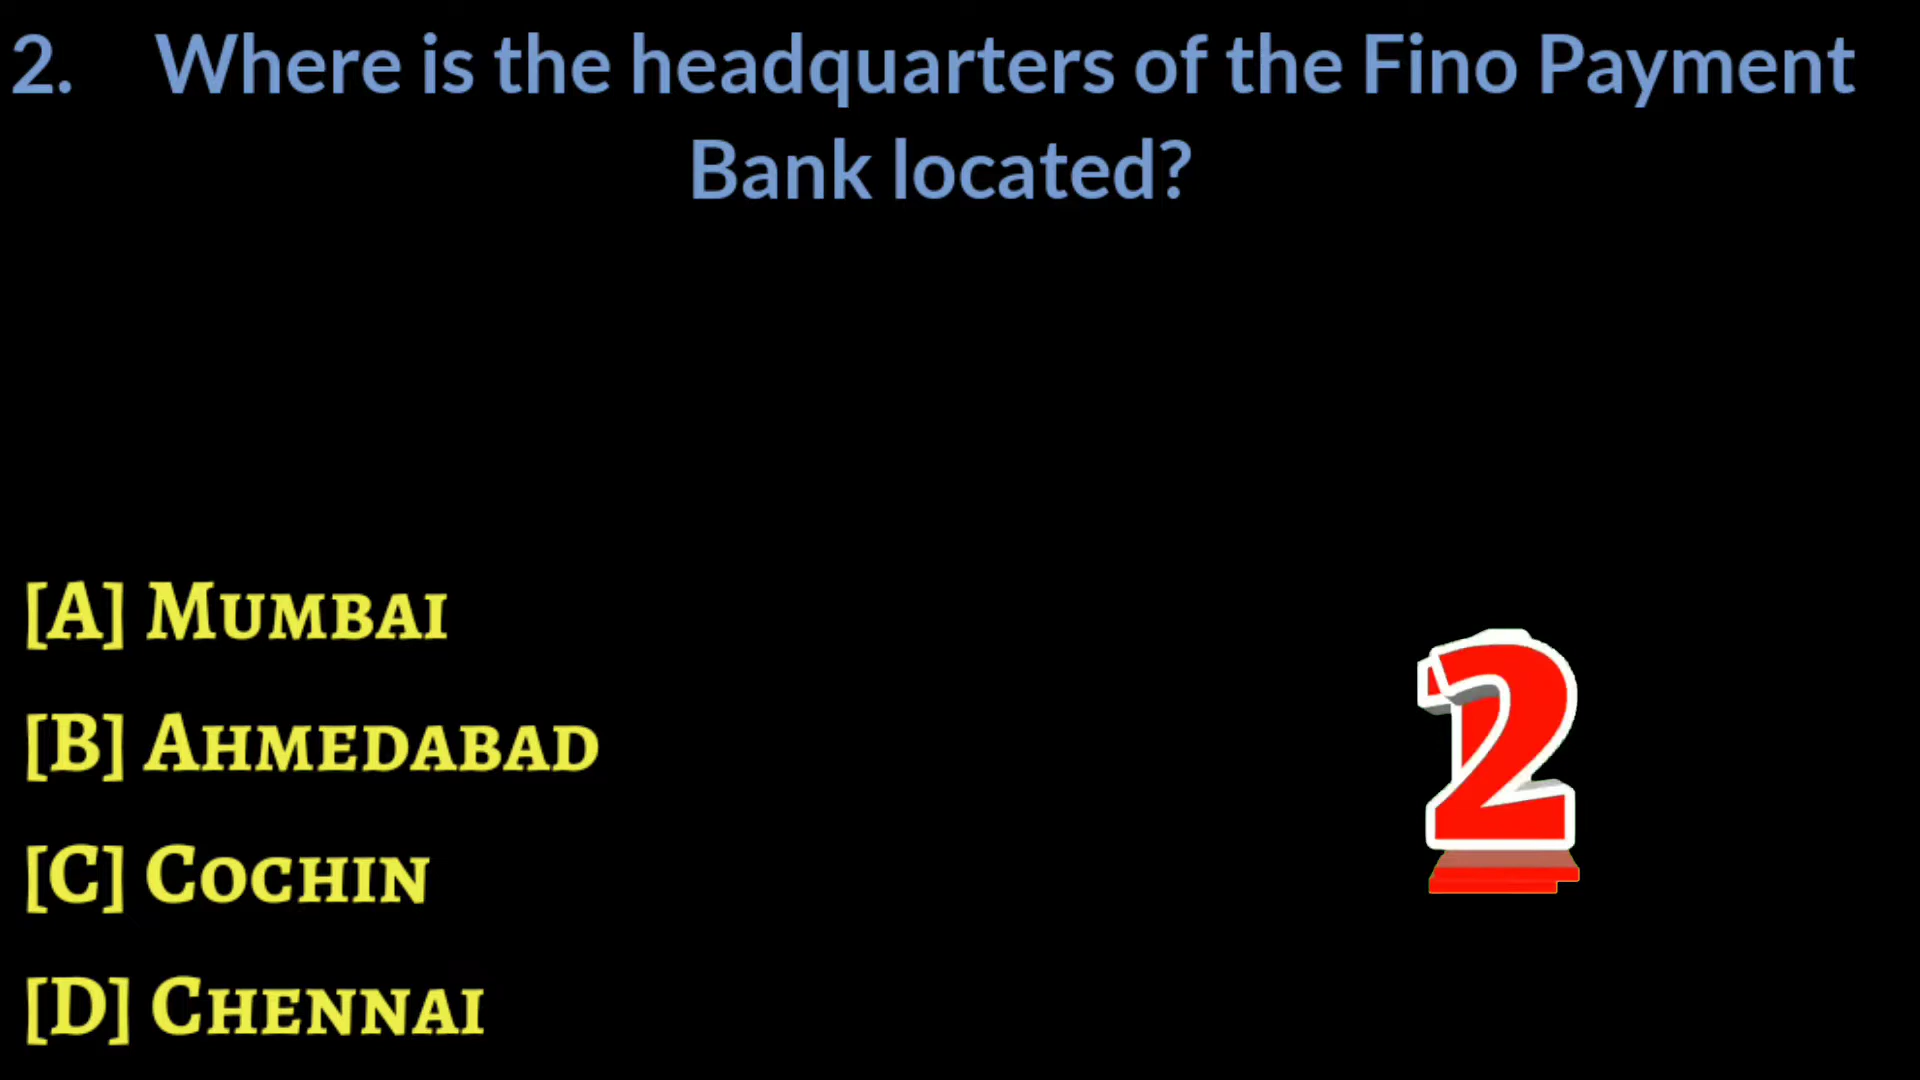 2. Where is the headquarters of the Fino Payment
Bank located?
[A] Mumbai
[B] Ahmedabad
[C] Cochin
[D] Chennai
2